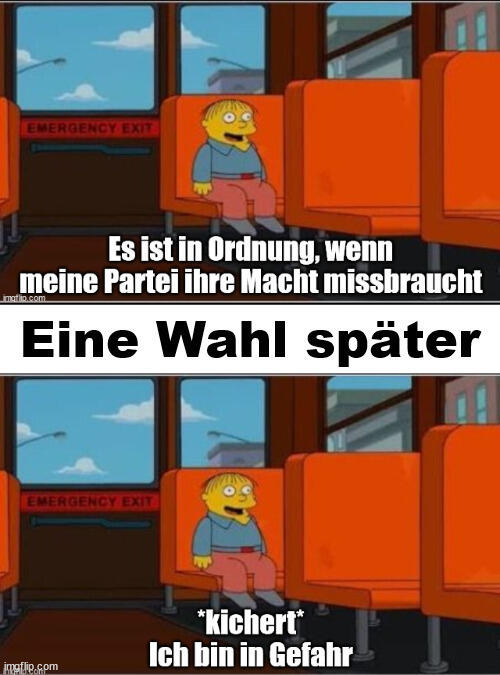 EMERGENCY EXIT
Es ist in Ordnung, wenn
meine Partei ihre Macht missbraucht
imgflip.com
Eine Wahl später
EMERGENCY EXIT
*kichert*
Ich bin in Gefahr
imgflip.com